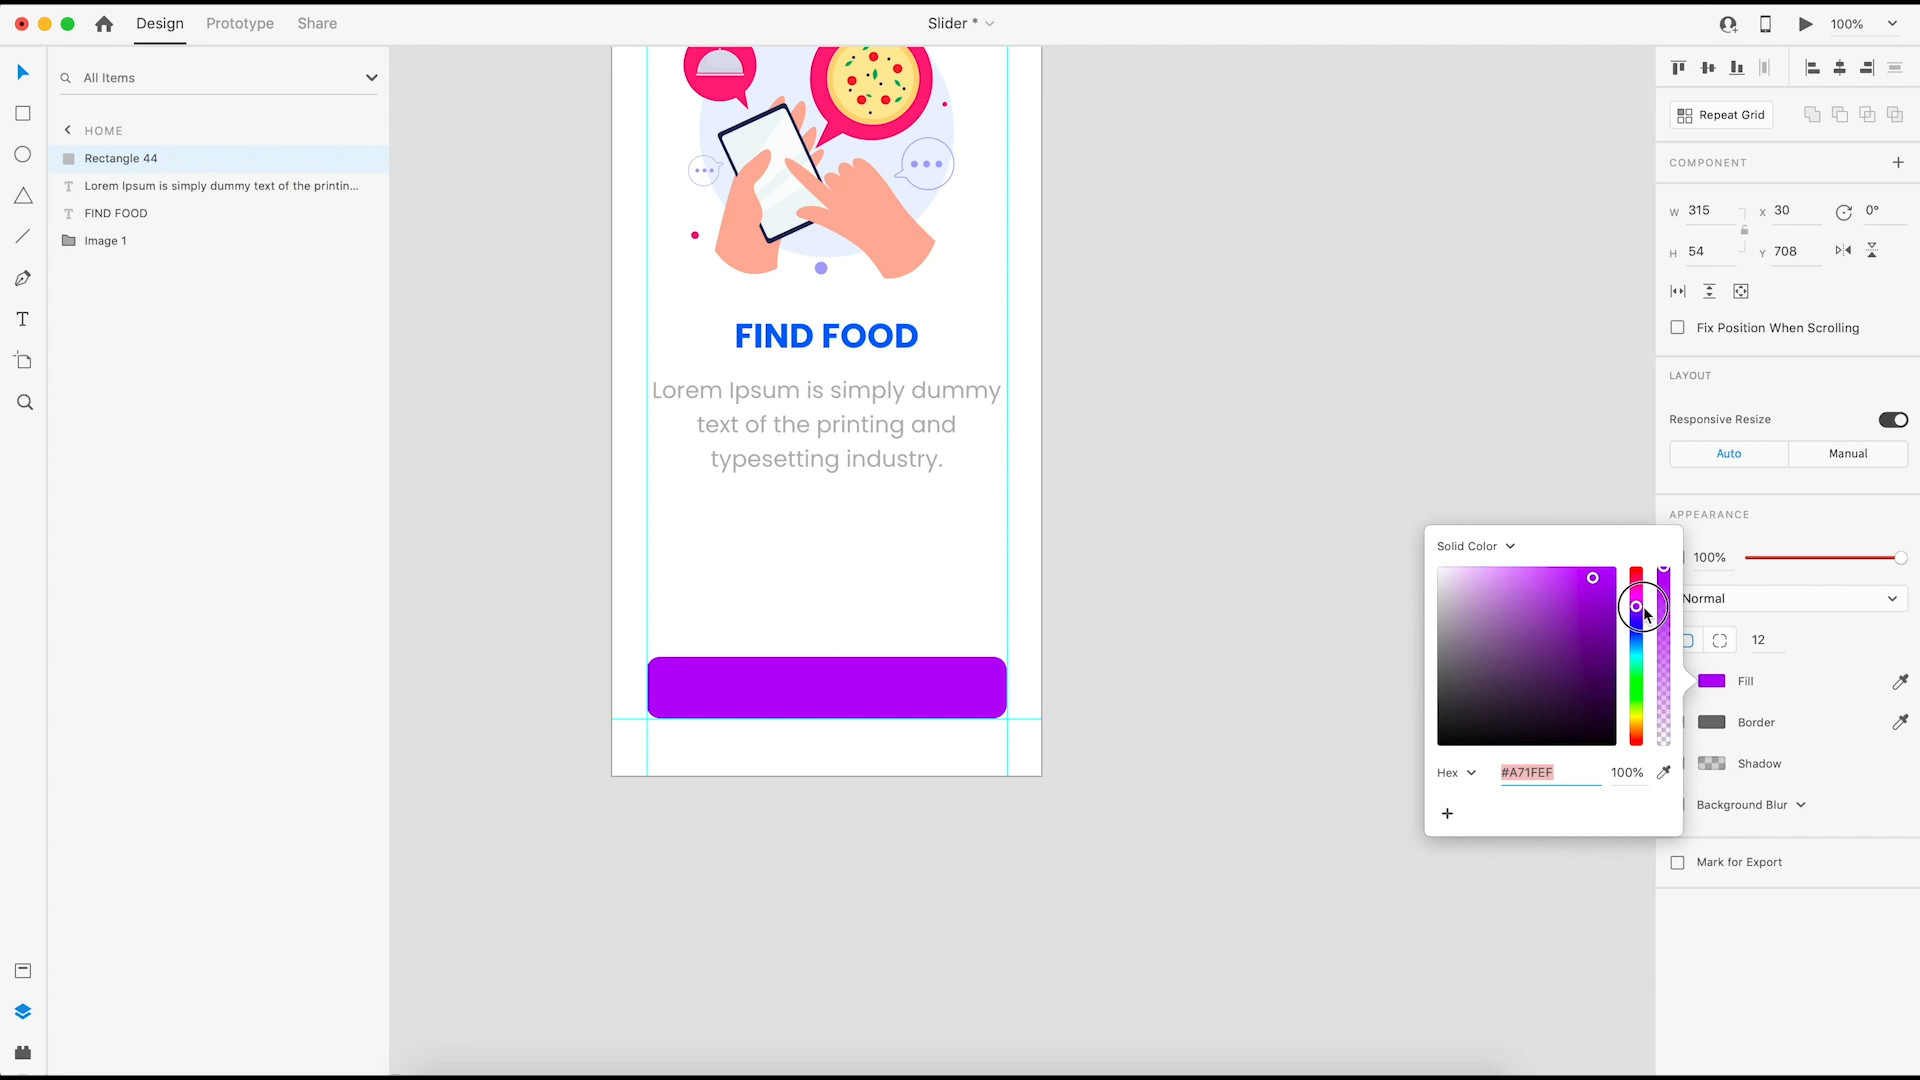 Design
Prototype
Share
Slider *
100%
All Items
HOME
Rectangle 44
Lorem Ipsum is simply dummy text of the printin...
FIND FOOD
Image 1
FIND FOOD
Lorem Ipsum is simply dummy
text of the printing and
typesetting industry.
Repeat Grid
COMPONENT
W 315
X 30
0°
H 54
Y 708
Fix Position When Scrolling
LAYOUT
Responsive Resize
Auto
Manual
APPEARANCE
100%
Normal
12
Fill
Border
Shadow
Background Blur
Mark for Export
Solid Color
Hex
#A71FEF
100%